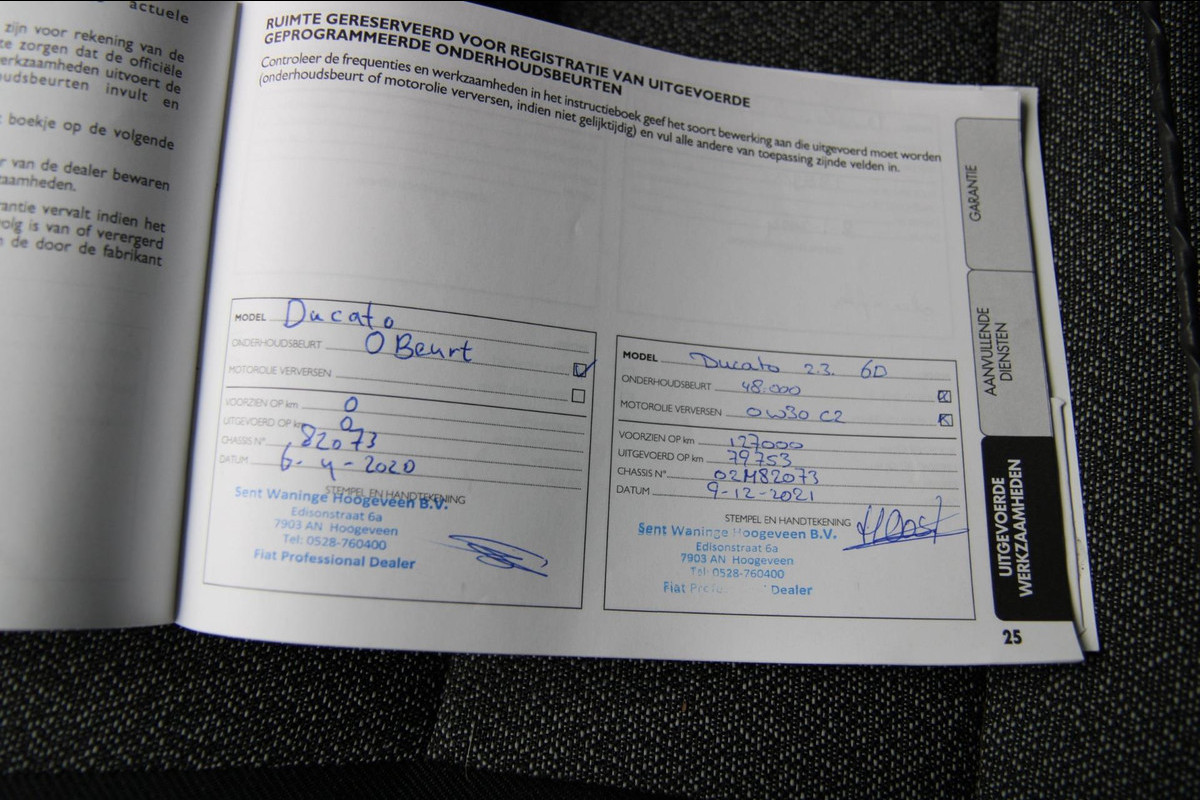 actuele
zijn voor rekening van de
te zorgen dat de officiële
werkzaamheden uitvoert de
oudsbeurten invult en
boekje op de volgende
van de dealer bewaren
zaamheden.
antie vervalt indien het
volg is van of verergerd
de door de fabrikant
RUIMTE GERESERVEERD VOOR REGISTRATIE VAN UITGEVOERDE
GEPROGRAMMEERDE ONDERHOUDSBEURTEN
Controleer de frequenties en werkzaamheden in het instructieboek geef het soort bewerking aan die uitgevoerd moet worden
(onderhoudsbeurt of motorolie verversen, indien niet gelijktijdig) en vul alle andere van toepassing zijnde velden in.
MODEL Ducato
ONDERHOUDSBEURT O Beurt
MOTOROLIE VERVERSEN
VOORZIEN OP km 0
UITGEVOERD OP km 0
CHASSIS N° 82073
DATUM 6-4-2020
STEMPEL EN HANDTEKENING
Sent Waninge Hoogeveen B.V.
Edisonstraat 6a
7903 AN Hoogeveen
Tel: 0528-760400
Fiat Professional Dealer
MODEL Ducato 2.3. 6D
ONDERHOUDSBEURT 48.000
MOTOROLIE VERVERSEN 0W30 C2
VOORZIEN OP km 127000
UITGEVOERD OP km 79753
CHASSIS N° 02M82073
DATUM 9-12-2021
STEMPEL EN HANDTEKENING
Sent Waninge Hoogeveen B.V.
Edisonstraat 6a
7903 AN Hoogeveen
Tel: 0528-760400
Fiat Dealer
GARANTIE
AANVULLENDE
DIENSTEN
UITGEVOERDE
WERKZAAMHEDEN
25